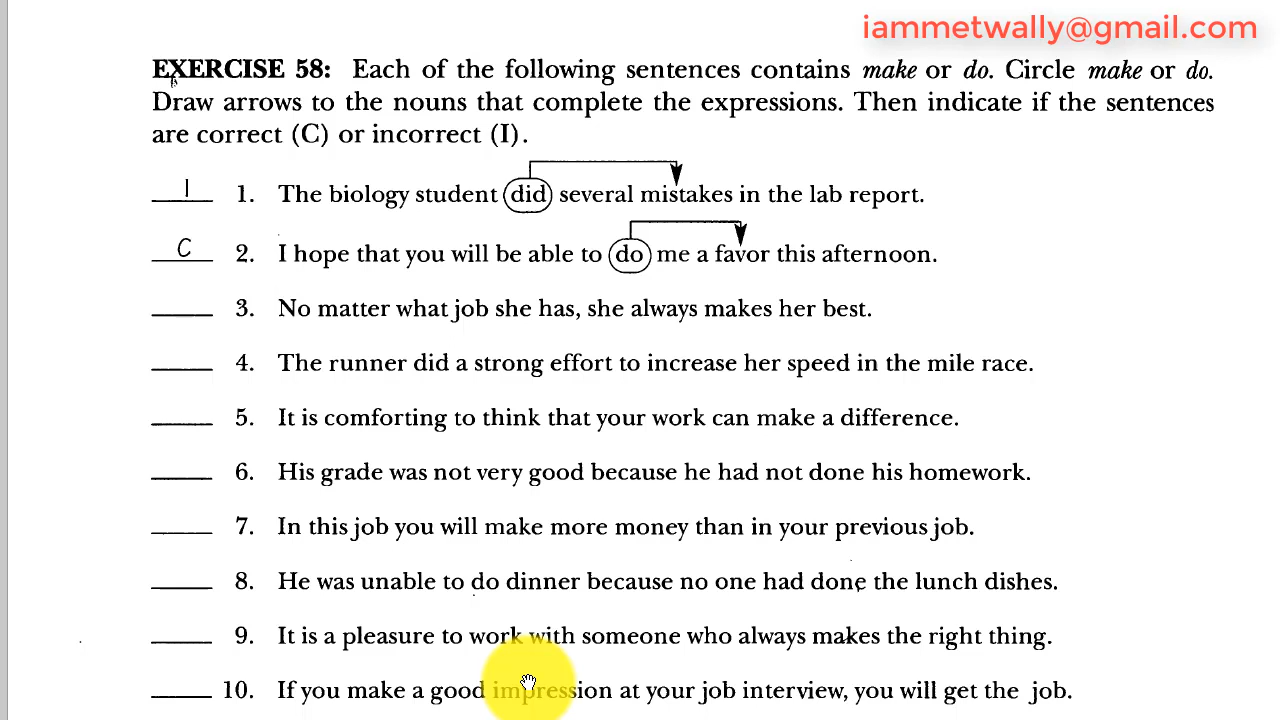 iammetwally@gmail.com
EXERCISE 58: Each of the following sentences contains make or do. Circle make or do.
Draw arrows to the nouns that complete the expressions. Then indicate if the sentences
are correct (C) or incorrect (I).
I 1. The biology student did several mistakes in the lab report.
C 2. I hope that you will be able to do me a favor this afternoon.
____ 3. No matter what job she has, she always makes her best.
____ 4. The runner did a strong effort to increase her speed in the mile race.
____ 5. It is comforting to think that your work can make a difference.
____ 6. His grade was not very good because he had not done his homework.
____ 7. In this job you will make more money than in your previous job.
____ 8. He was unable to do dinner because no one had done the lunch dishes.
____ 9. It is a pleasure to work with someone who always makes the right thing.
____ 10. If you make a good impression at your job interview, you will get the job.